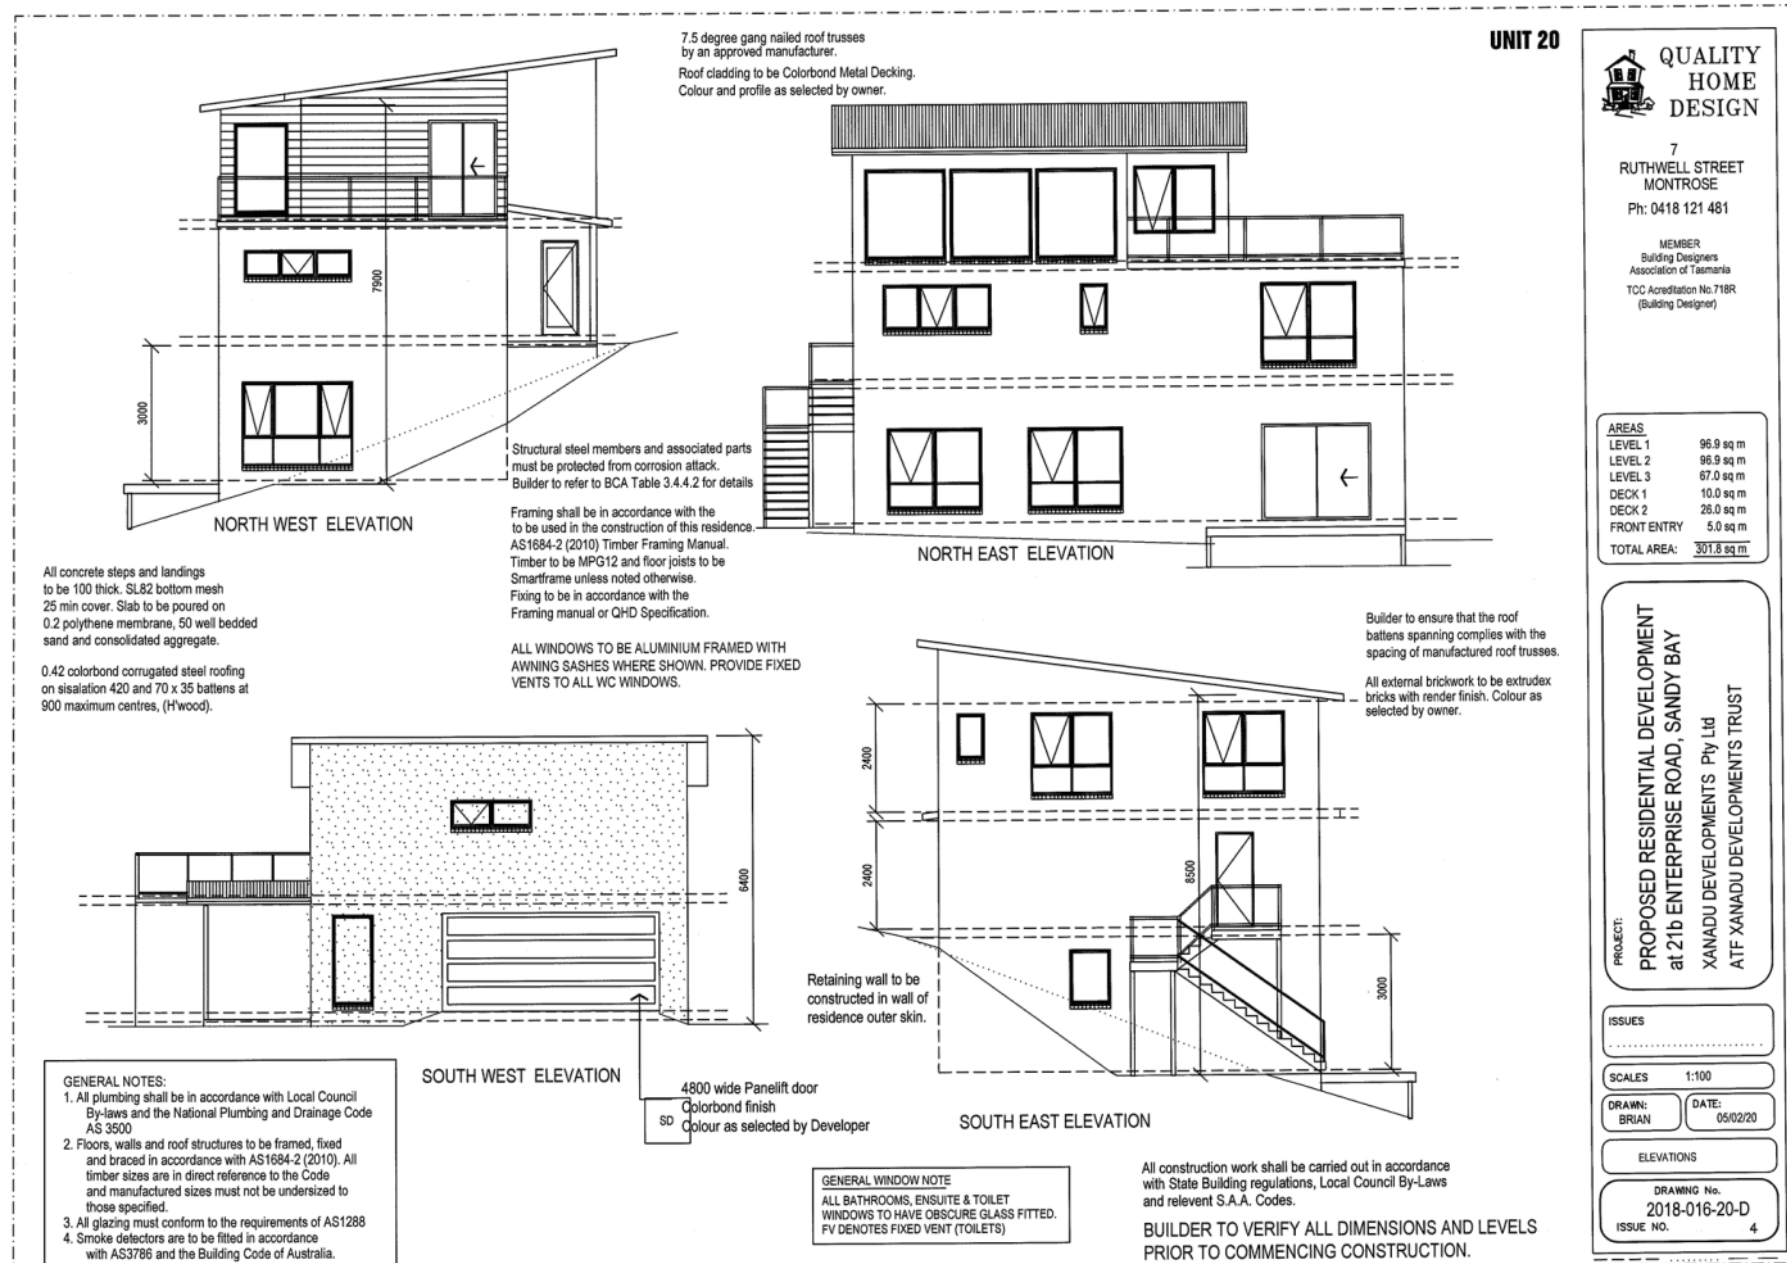 7.5 degree gang nailed roof trusses
by an approved manufacturer.
Roof cladding to be Colorbond Metal Decking.
Colour and profile as selected by owner.
UNIT 20
7900
3000
NORTH WEST ELEVATION
Structural steel members and associated parts
must be protected from corrosion attack.
Builder to refer to BCA Table 3.4.4.2 for details
Framing shall be in accordance with the
to be used in the construction of this residence.
AS1684-2 (2010) Timber Framing Manual.
Timber to be MPG12 and floor joists to be
Smartframe unless noted otherwise.
Fixing to be in accordance with the
Framing manual or QHD Specification.
ALL WINDOWS TO BE ALUMINIUM FRAMED WITH
AWNING SASHES WHERE SHOWN. PROVIDE FIXED
VENTS TO ALL WC WINDOWS.
NORTH EAST ELEVATION
All concrete steps and landings
to be 100 thick. SL82 bottom mesh
25 min cover. Slab to be poured on
0.2 polythene membrane, 50 well bedded
sand and consolidated aggregate.
0.42 colorbond corrugated steel roofing
on sisalation 420 and 70 x 35 battens at
900 maximum centres, (H'wood).
Builder to ensure that the roof
battens spanning complies with the
spacing of manufactured roof trusses.
All external brickwork to be extrudex
bricks with render finish. Colour as
selected by owner.
6400
SOUTH WEST ELEVATION
SD
4800 wide Panelift door
Colorbond finish
Colour as selected by Developer
2400
2400
8500
3000
Retaining wall to be
constructed in wall of
residence outer skin.
SOUTH EAST ELEVATION
GENERAL NOTES:
1. All plumbing shall be in accordance with Local Council
By-laws and the National Plumbing and Drainage Code
AS 3500
2. Floors, walls and roof structures to be framed, fixed
and braced in accordance with AS1684-2 (2010). All
timber sizes are in direct reference to the Code
and manufactured sizes must not be undersized to
those specified.
3. All glazing must conform to the requirements of AS1288
4. Smoke detectors are to be fitted in accordance
with AS3786 and the Building Code of Australia.
GENERAL WINDOW NOTE
ALL BATHROOMS, ENSUITE & TOILET
WINDOWS TO HAVE OBSCURE GLASS FITTED.
FV DENOTES FIXED VENT (TOILETS)
All construction work shall be carried out in accordance
with State Building regulations, Local Council By-Laws
and relevent S.A.A. Codes.
BUILDER TO VERIFY ALL DIMENSIONS AND LEVELS
PRIOR TO COMMENCING CONSTRUCTION.
QUALITY
HOME
DESIGN
7
RUTHWELL STREET
MONTROSE
Ph: 0418 121 481
MEMBER
Building Designers
Association of Tasmania
TCC Acreditation No.718R
(Building Designer)
AREAS
LEVEL 1 96.9 sq m
LEVEL 2 96.9 sq m
LEVEL 3 67.0 sq m
DECK 1 10.0 sq m
DECK 2 26.0 sq m
FRONT ENTRY 5.0 sq m
TOTAL AREA: 301.8 sq m
PROJECT:
PROPOSED RESIDENTIAL DEVELOPMENT
at 21b ENTERPRISE ROAD, SANDY BAY
XANADU DEVELOPMENTS Pty Ltd
ATF XANADU DEVELOPMENTS TRUST
ISSUES
SCALES 1:100
DRAWN:
BRIAN
DATE:
05/02/20
ELEVATIONS
DRAWING No.
2018-016-20-D
ISSUE NO. 4